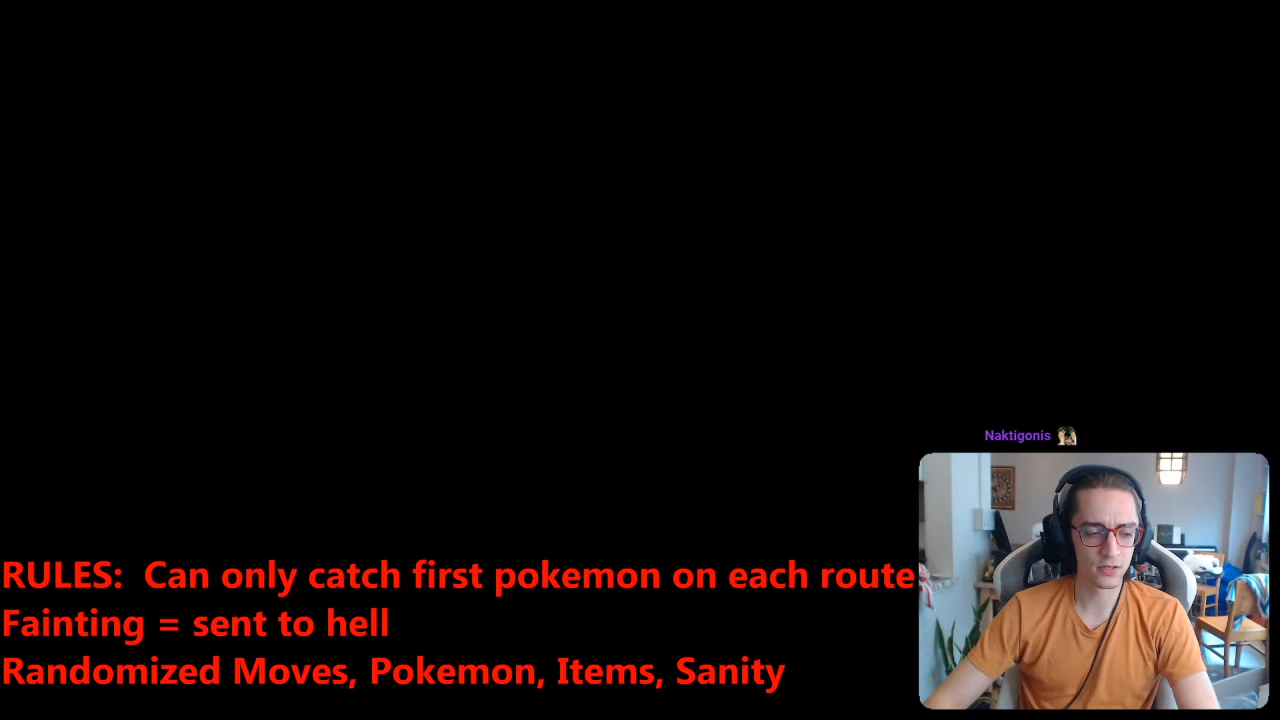 Naktigonis
RULES:  Can only catch first pokemon on each route
Fainting = sent to hell
Randomized Moves, Pokemon, Items, Sanity